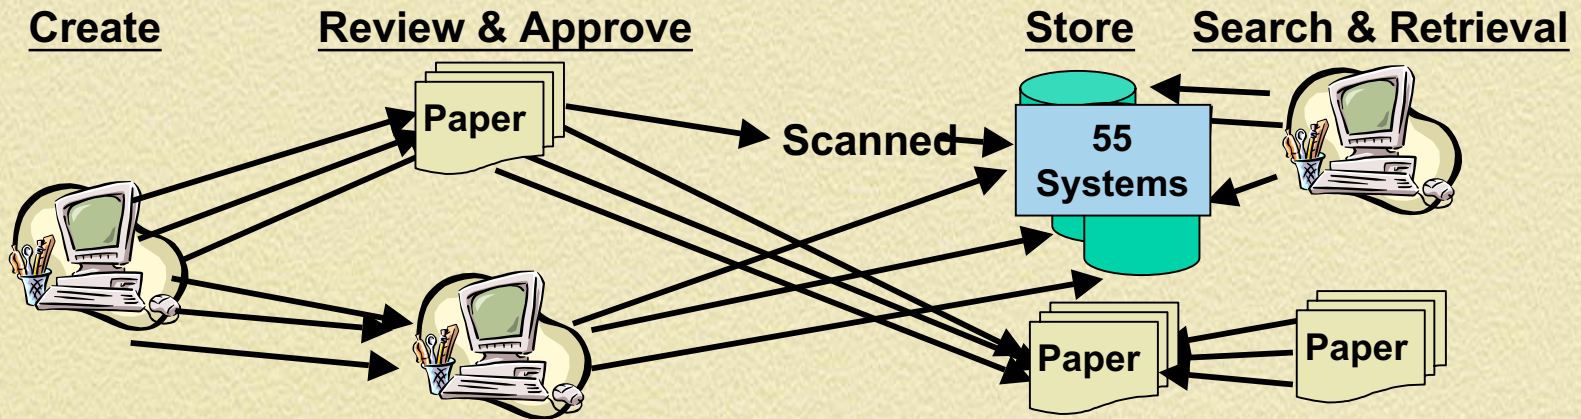 Create
Review & Approve
Store
Search & Retrieval
Paper
Scanned
55
Systems
Paper
Paper